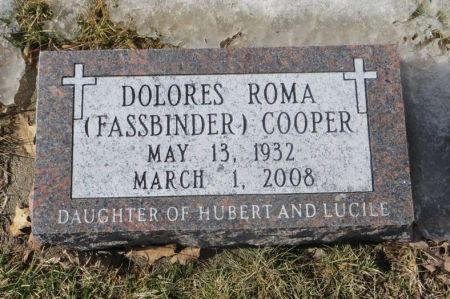 DOLORES ROMA
(FASSBINDER) COOPER
MAY 13, 1932
MARCH 1, 2008
DAUGHTER OF HUBERT AND LUCILE